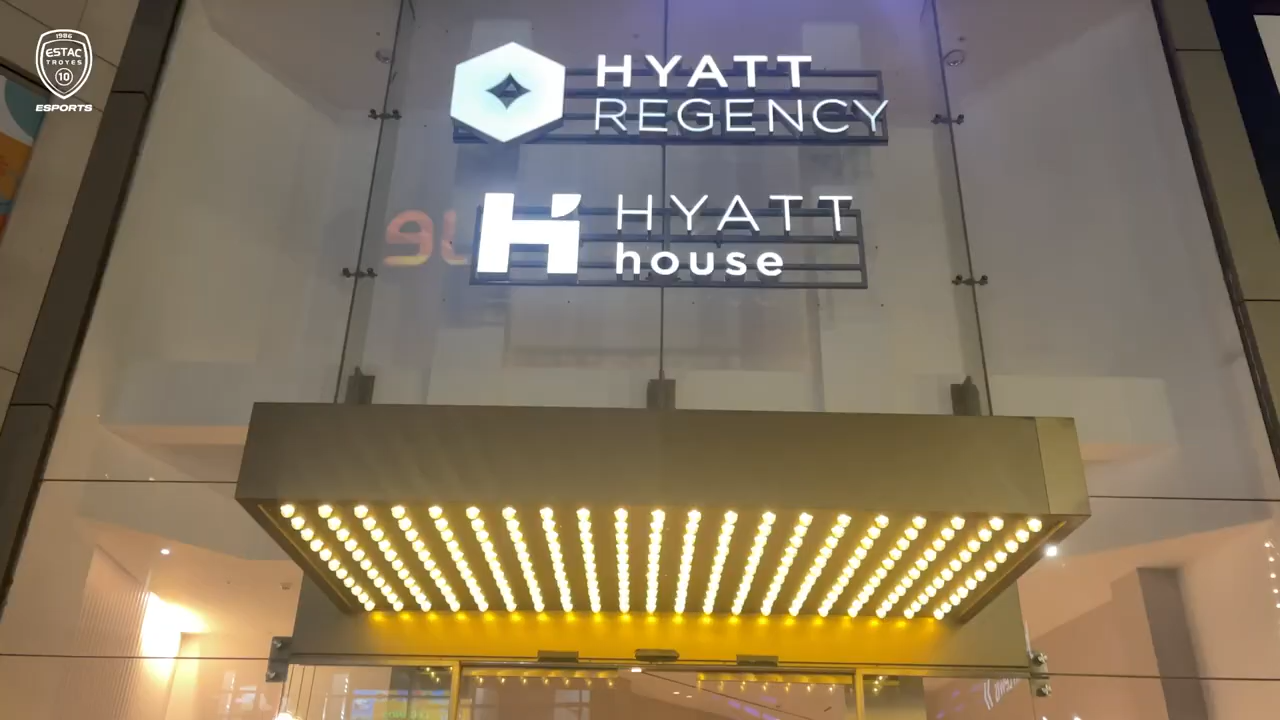 1986
ESTAC
TROYES
10
ESPORTS
HYATT
REGENCY
HYATT
house